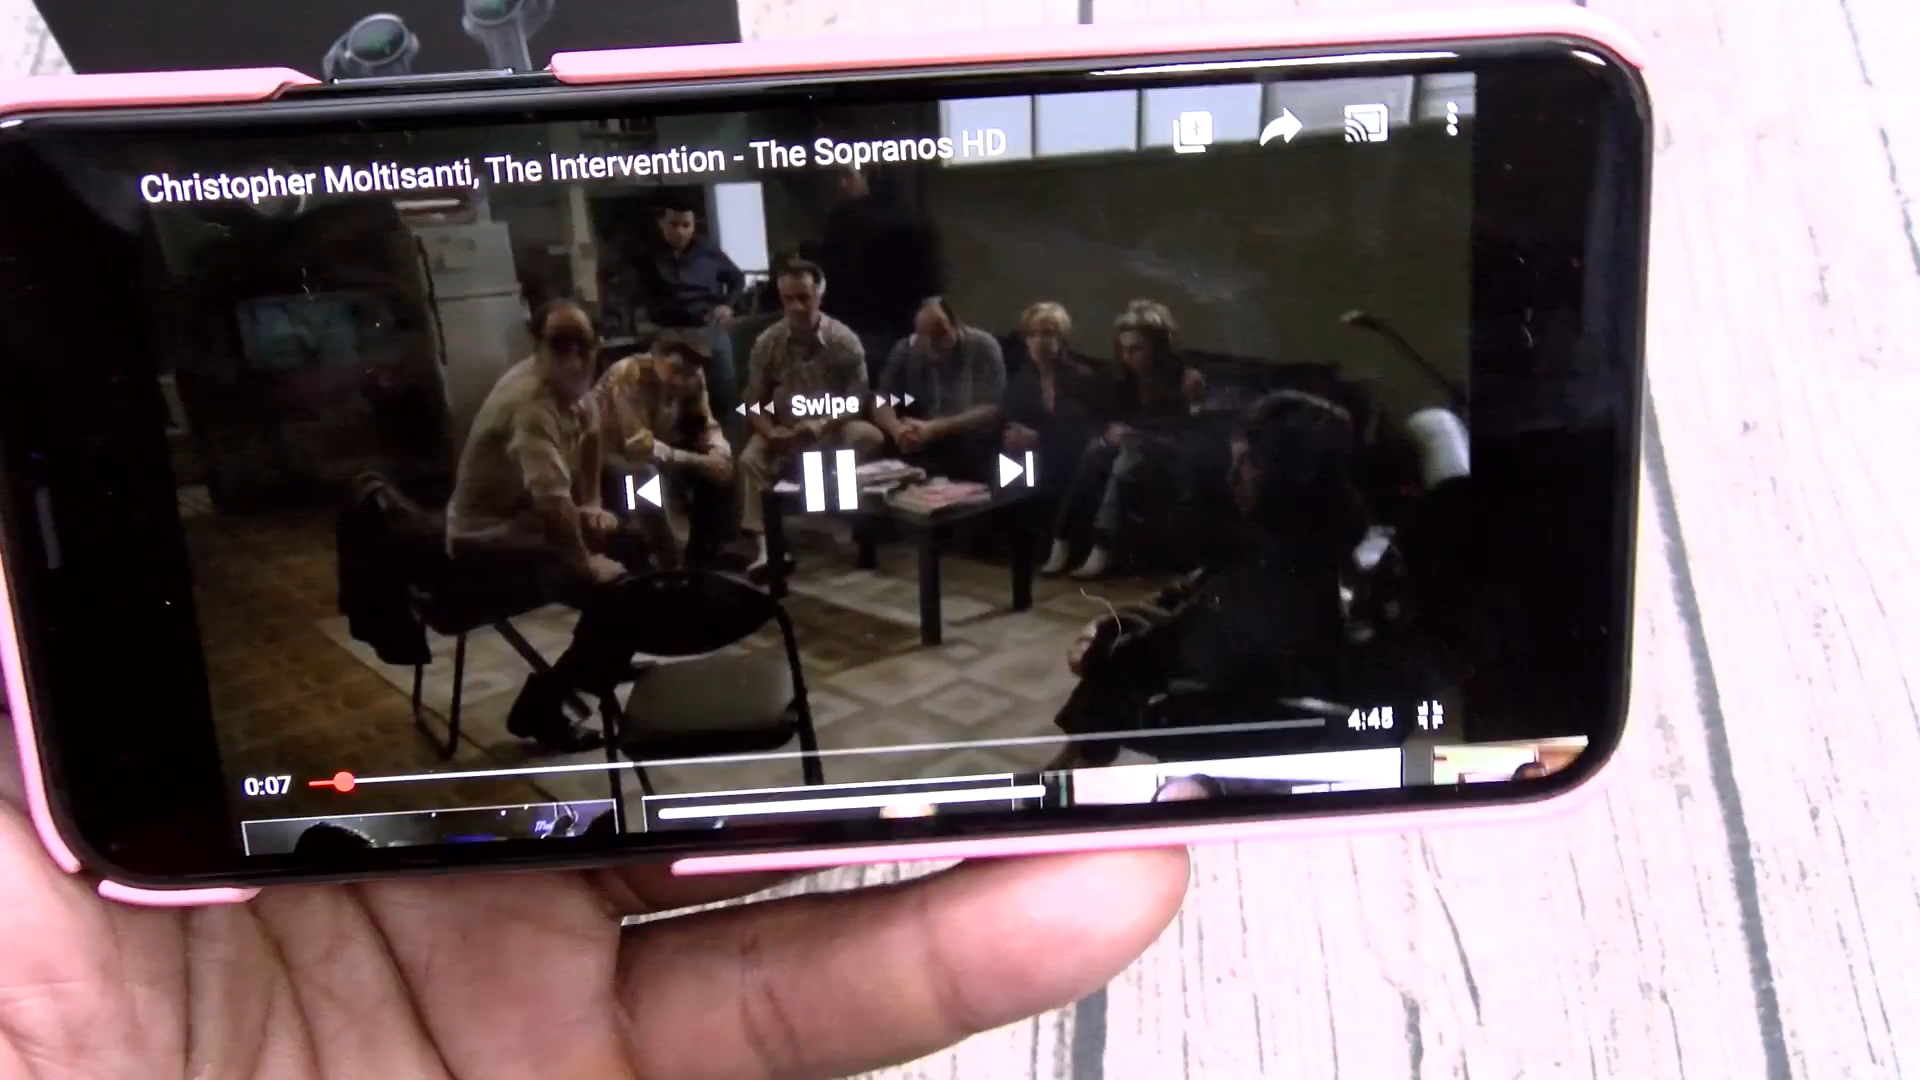 Christopher Moltisanti, The Intervention - The Sopranos HD
Swipe
0:07
4:45